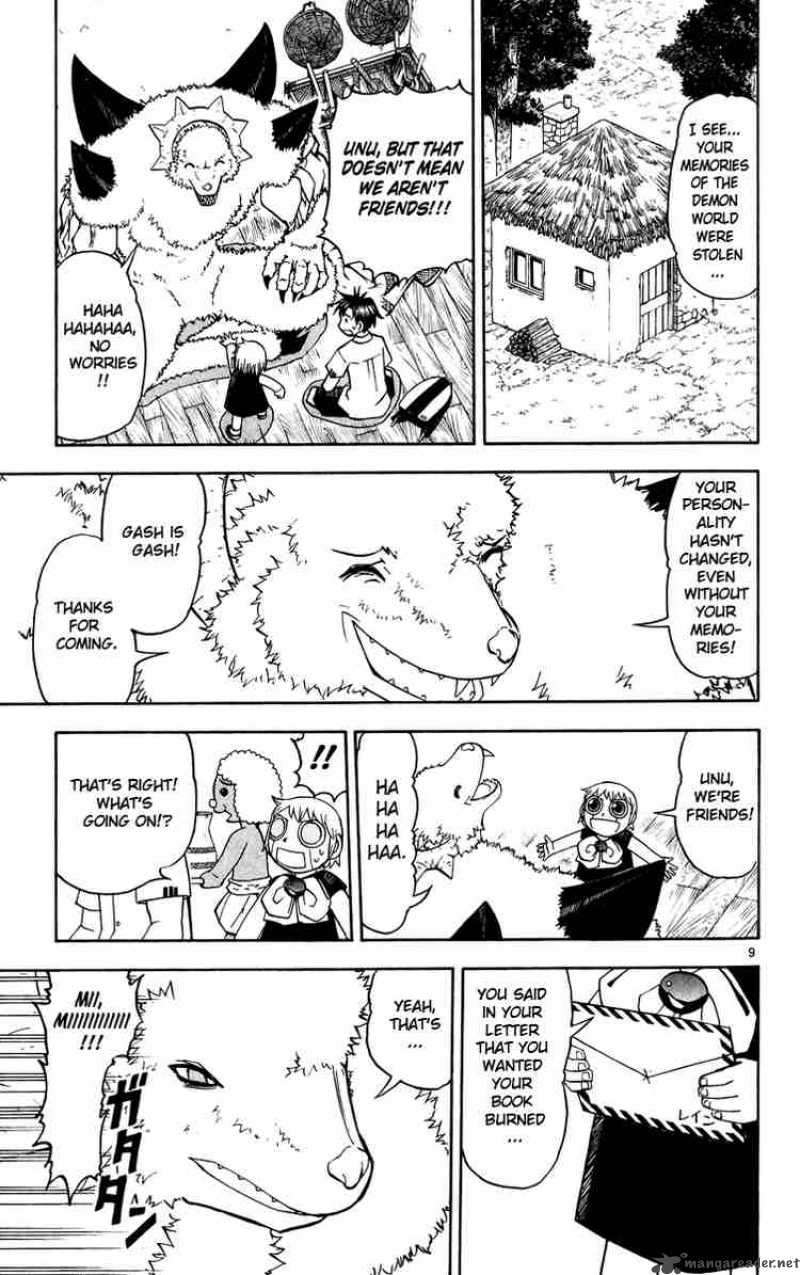 I SEE...
YOUR
MEMORIES
OF THE
DEMON
WORLD
WERE
STOLEN
...
UNU, BUT THAT
DOESN'T MEAN
WE AREN'T
FRIENDS!!!
HAHA
HAHAHAA,
NO
WORRIES
!!
YOUR
PERSON-
ALITY
HASN'T
CHANGED,
EVEN
WITHOUT
YOUR
MEMO-
RIES!
GASH IS
GASH!
THANKS
FOR
COMING.
UNU,
WE'RE
FRIENDS!
HA
HA
HA
HAA.
!!
THAT'S RIGHT!
WHAT'S
GOING ON!?
9
YOU SAID
IN YOUR
LETTER
THAT YOU
WANTED
YOUR
BOOK
BURNED
...
レイン
YEAH,
THAT'S
...
MII,
MIIIIIIIIIII
!!!
ガタタン
mangareader.net